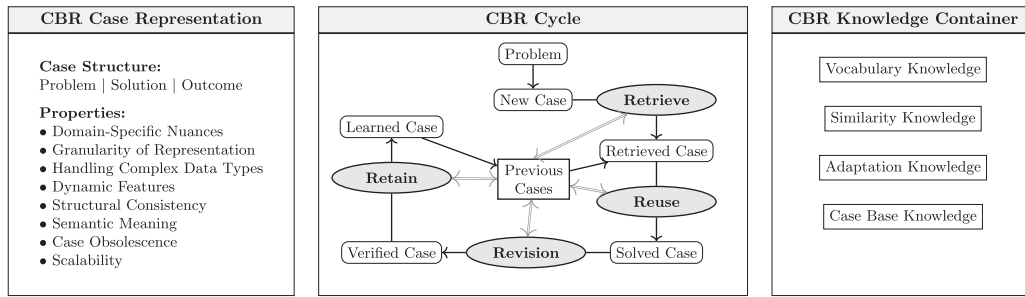 CBR Case Representation
Case Structure:
Problem | Solution | Outcome
Properties:
• Domain-Specific Nuances
• Granularity of Representation
• Handling Complex Data Types
• Dynamic Features
• Structural Consistency
• Semantic Meaning
• Case Obsolescence
• Scalability
CBR Cycle
Problem
New Case
Retrieve
Learned Case
Retrieved Case
Previous
Cases
Retain
Reuse
Verified Case
Revision
Solved Case
CBR Knowledge Container
Vocabulary Knowledge
Similarity Knowledge
Adaptation Knowledge
Case Base Knowledge